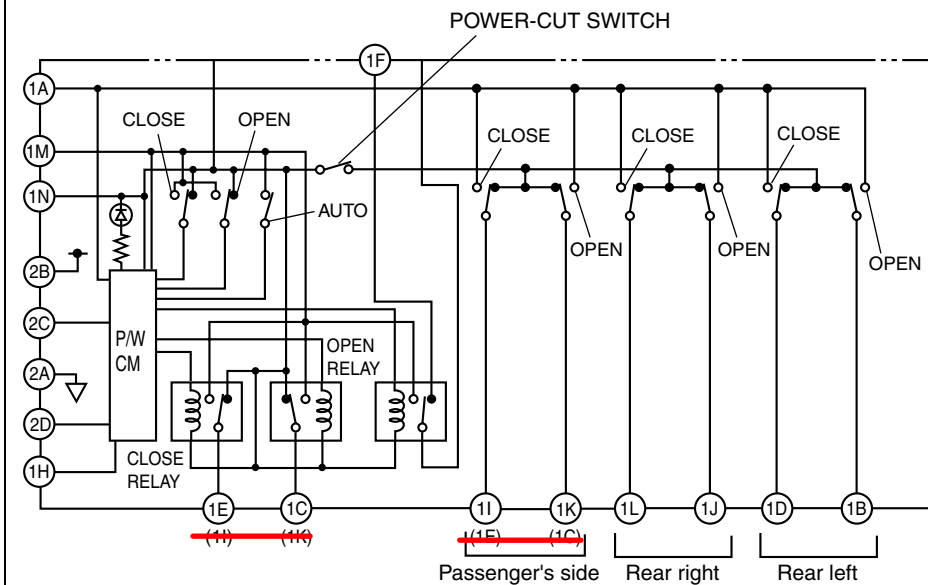 POWER-CUT SWITCH
1F
1A
CLOSE
OPEN
CLOSE
CLOSE
CLOSE
1M
1N
AUTO
OPEN
OPEN
OPEN
2B
2C
P/W
CM
OPEN
RELAY
2A
2D
CLOSE
RELAY
1H
1E
1C
1I
1K
1L
1J
1D
1B
(1I)
(1K)
(1E)
(1C)
Passenger's side
Rear right
Rear left